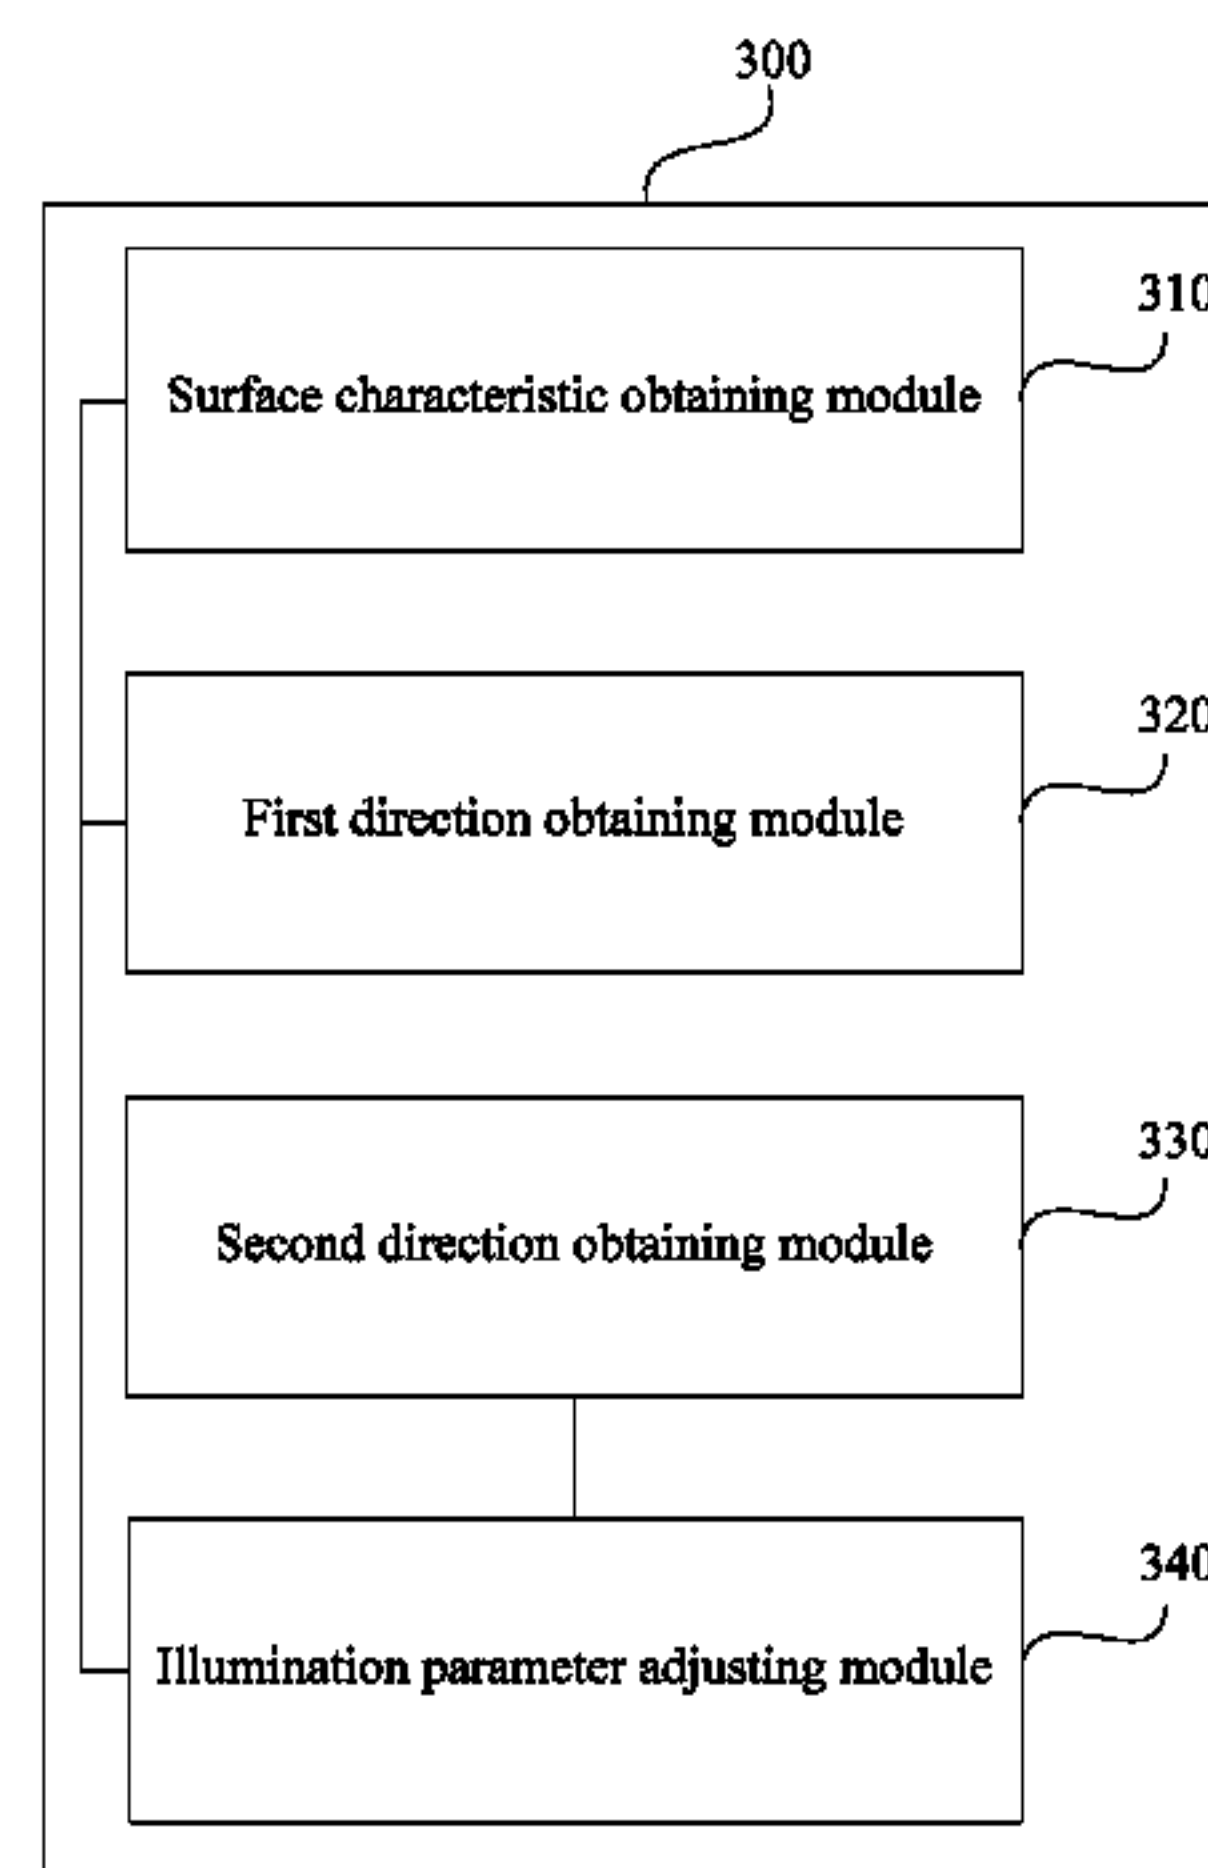 300
310
Surface characteristic obtaining module
320
First direction obtaining module
330
Second direction obtaining module
340
Illumination parameter adjusting module